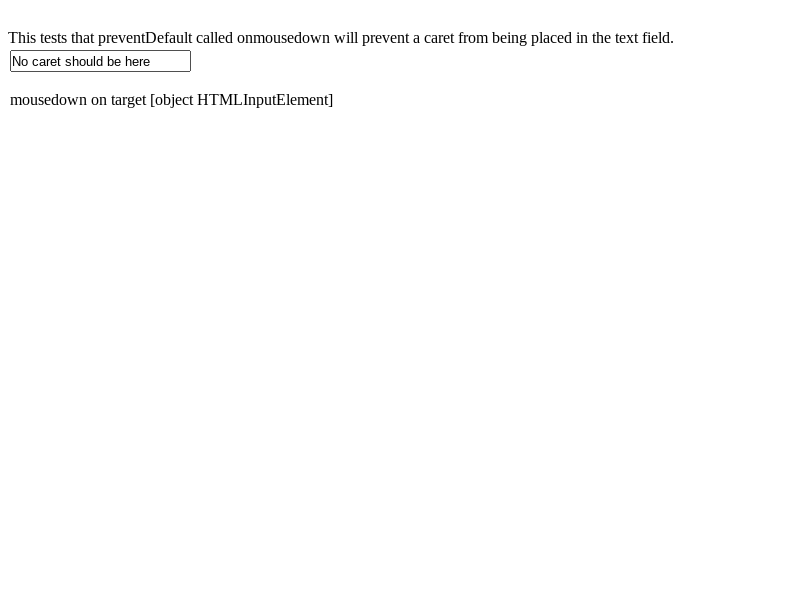 This tests that preventDefault called onmousedown will prevent a caret from being placed in the text field.
No caret should be here
mousedown on target [object HTMLInputElement]